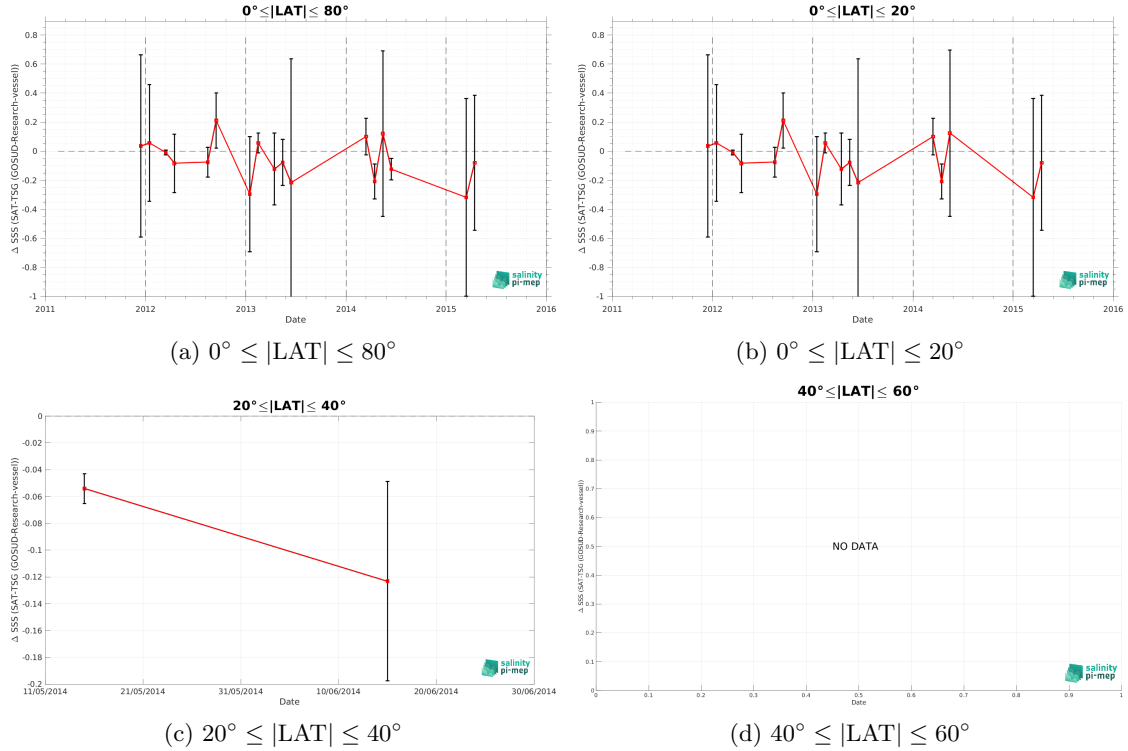 0°≤|LAT|≤ 80°
Δ SSS (SAT-TSG (GOSUD-Research-vessel))
0.8
0.6
0.4
0.2
0
-0.2
-0.4
-0.6
-0.8
-1
2011
2012
2013
2014
2015
2016
Date
salinity
pi-mep
(a) 0° ≤ |LAT| ≤ 80°
0°≤|LAT|≤ 20°
Δ SSS (SAT-TSG (GOSUD-Research-vessel))
0.8
0.6
0.4
0.2
0
-0.2
-0.4
-0.6
-0.8
-1
2011
2012
2013
2014
2015
2016
Date
salinity
pi-mep
(b) 0° ≤ |LAT| ≤ 20°
20°≤|LAT|≤ 40°
Δ SSS (SAT-TSG (GOSUD-Research-vessel))
0
-0.02
-0.04
-0.06
-0.08
-0.1
-0.12
-0.14
-0.16
-0.18
-0.2
11/05/2014
21/05/2014
31/05/2014
10/06/2014
20/06/2014
30/06/2014
Date
salinity
pi-mep
(c) 20° ≤ |LAT| ≤ 40°
40°≤|LAT|≤ 60°
Δ SSS (SAT-TSG (GOSUD-Research-vessel))
1
0.9
0.8
0.7
0.6
0.5
0.4
0.3
0.2
0.1
0
NO DATA
0
0.1
0.2
0.3
0.4
0.5
0.6
0.7
0.8
0.9
1
Date
salinity
pi-mep
(d) 40° ≤ |LAT| ≤ 60°